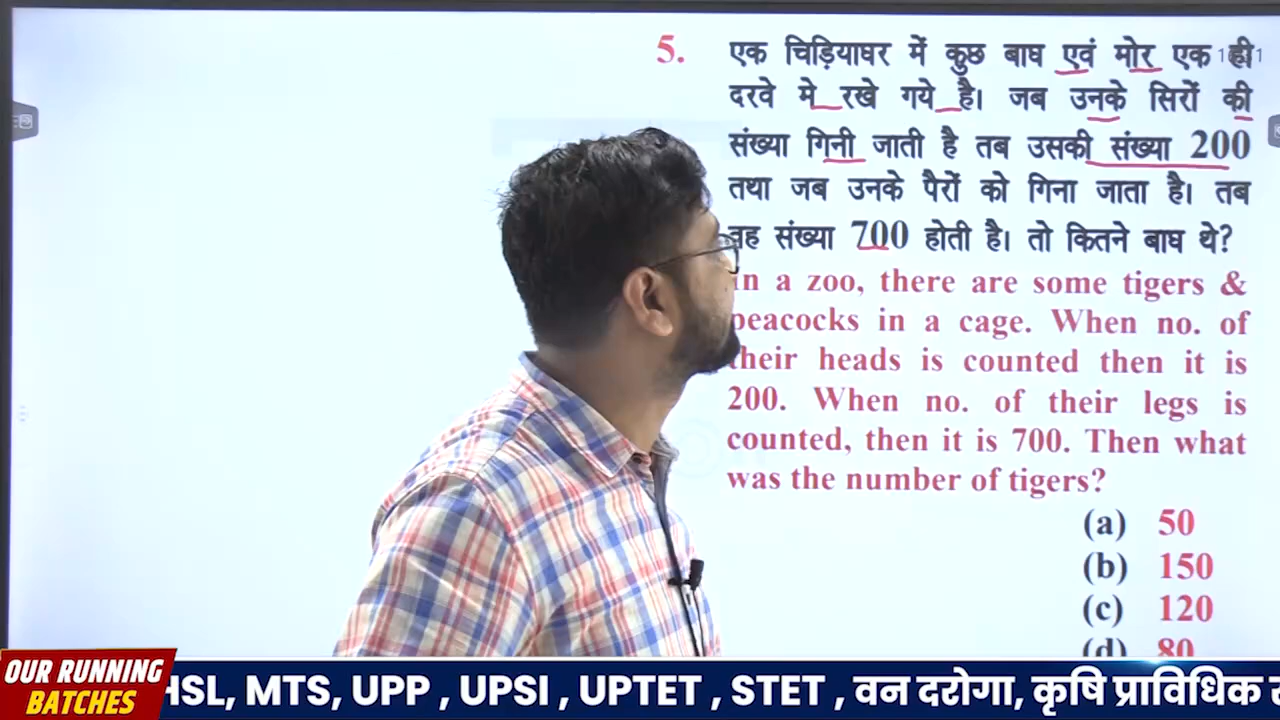 5. एक चिड़ियाघर में कुछ बाघ एवं मोर एक ही
दरवे मे रखे गये है। जब उनके सिरों की
संख्या गिनी जाती है तब उसकी संख्या 200
तथा जब उनके पैरों को गिना जाता है। तब
वह संख्या 700 होती है। तो कितने बाघ थे?
In a zoo, there are some tigers &
peacocks in a cage. When no. of
their heads is counted then it is
200. When no. of their legs is
counted, then it is 700. Then what
was the number of tigers?
(a) 50
(b) 150
(c) 120
(d) 80
OUR RUNNING
BATCHES
HSL, MTS, UPP , UPSI , UPTET , STET , वन दरोगा, कृषि प्राविधिक